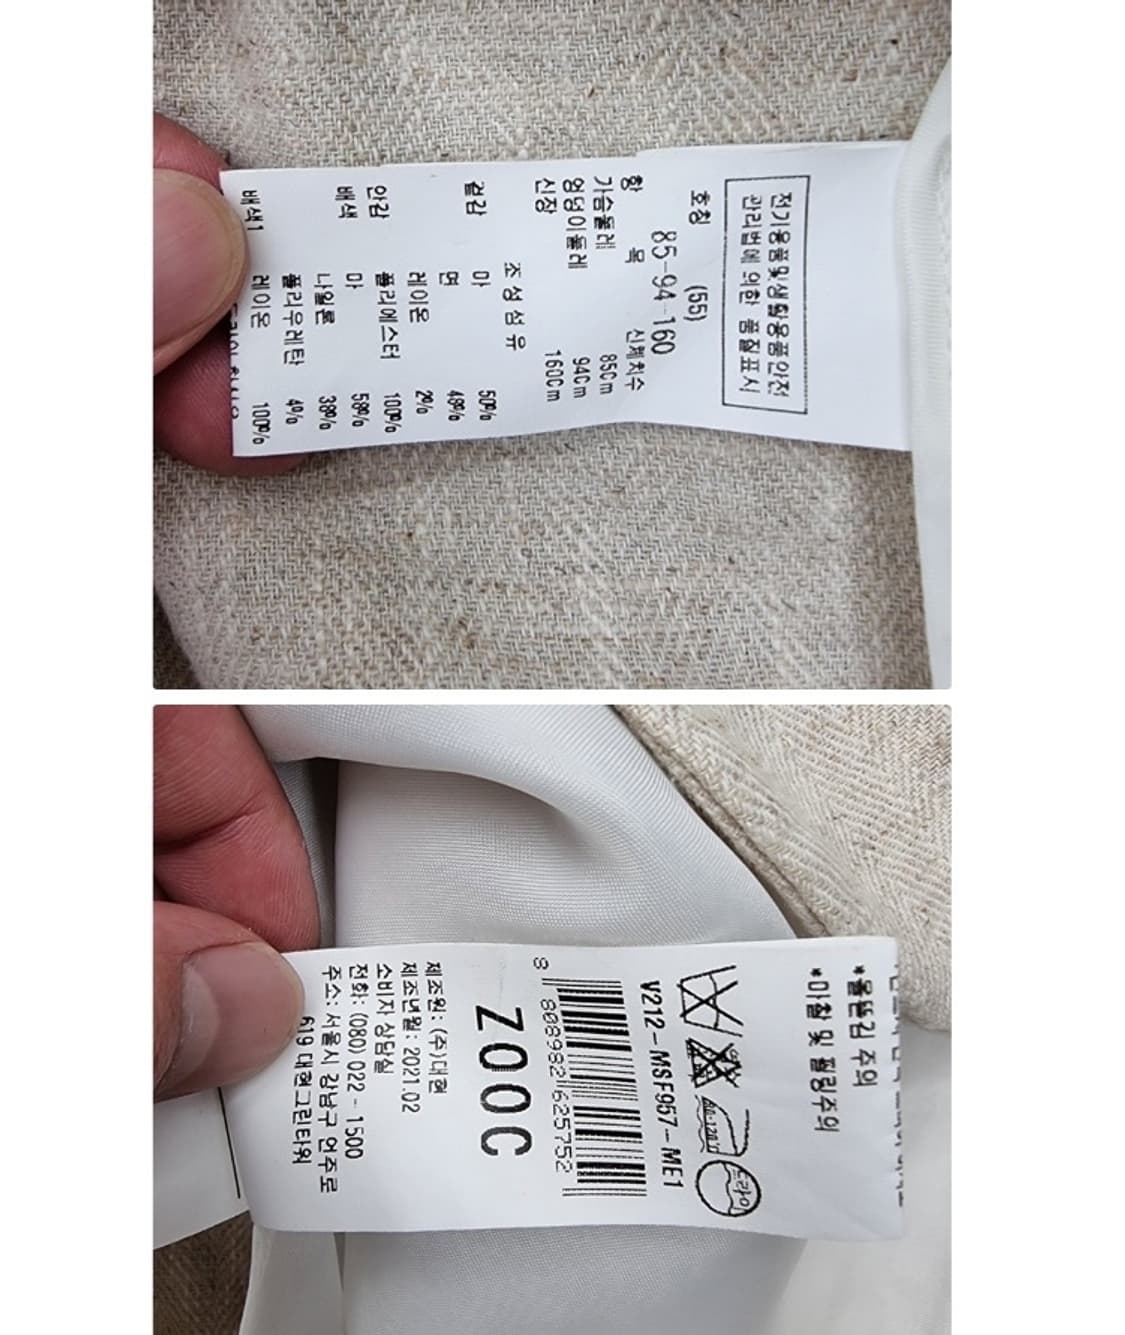 전기용품및생활용품안전
관리법에 의한 품질표시
호칭 (55)
85-94-160
항 목 신체치수
가슴둘레 85Cm
엉덩이둘레 94Cm
신장 160Cm
조성섬유
겉감 마 50%
면 48%
레이온 2%
안감 폴리에스터 100%
배색 마 58%
나일론 38%
폴리우레탄 4%
배색1 레이온 100%
*올뜯김 주의
*마찰 및 필링주의
80-120℃
드라이
V212-MSF957-ME1
8 808982 625752
ZOOC
제조원: (주)대현
제조년월: 2021.02
소비자 상담실
전화: (080) 022 - 1500
주소: 서울시 강남구 언주로
619 대현그린타워